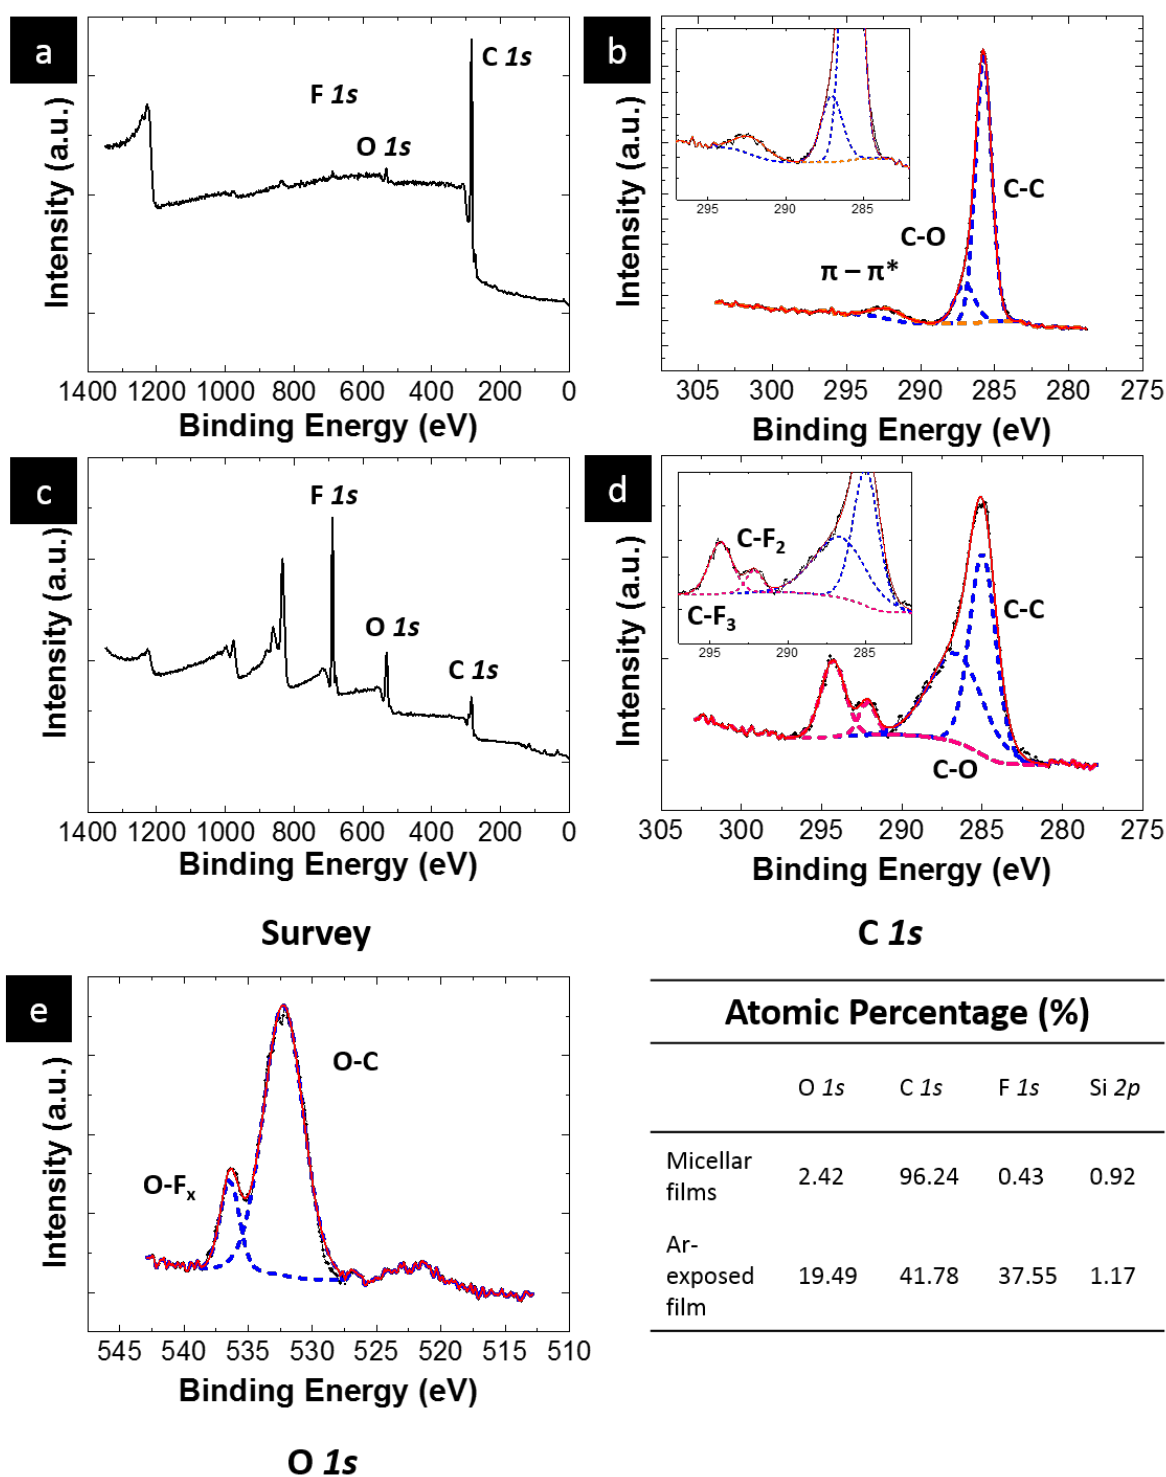 a
F 1s
O 1s
C 1s
Intensity (a.u.)
1400 1200 1000 800 600 400 200 0
Binding Energy (eV)
b
295 290 285
C-C
C-O
π – π*
Intensity (a.u.)
305 300 295 290 285 280 275
Binding Energy (eV)
c
F 1s
O 1s
C 1s
Intensity (a.u.)
1400 1200 1000 800 600 400 200 0
Binding Energy (eV)
d
C-F2
C-F3
295 290 285
C-C
C-O
Intensity (a.u.)
305 300 295 290 285 280 275
Binding Energy (eV)
Survey
C 1s
e
O-C
O-Fx
Intensity (a.u.)
545 540 535 530 525 520 515 510
Binding Energy (eV)
O 1s
Atomic Percentage (%)
O 1s C 1s F 1s Si 2p
Micellar
films 2.42 96.24 0.43 0.92
Ar-
exposed 19.49 41.78 37.55 1.17
film